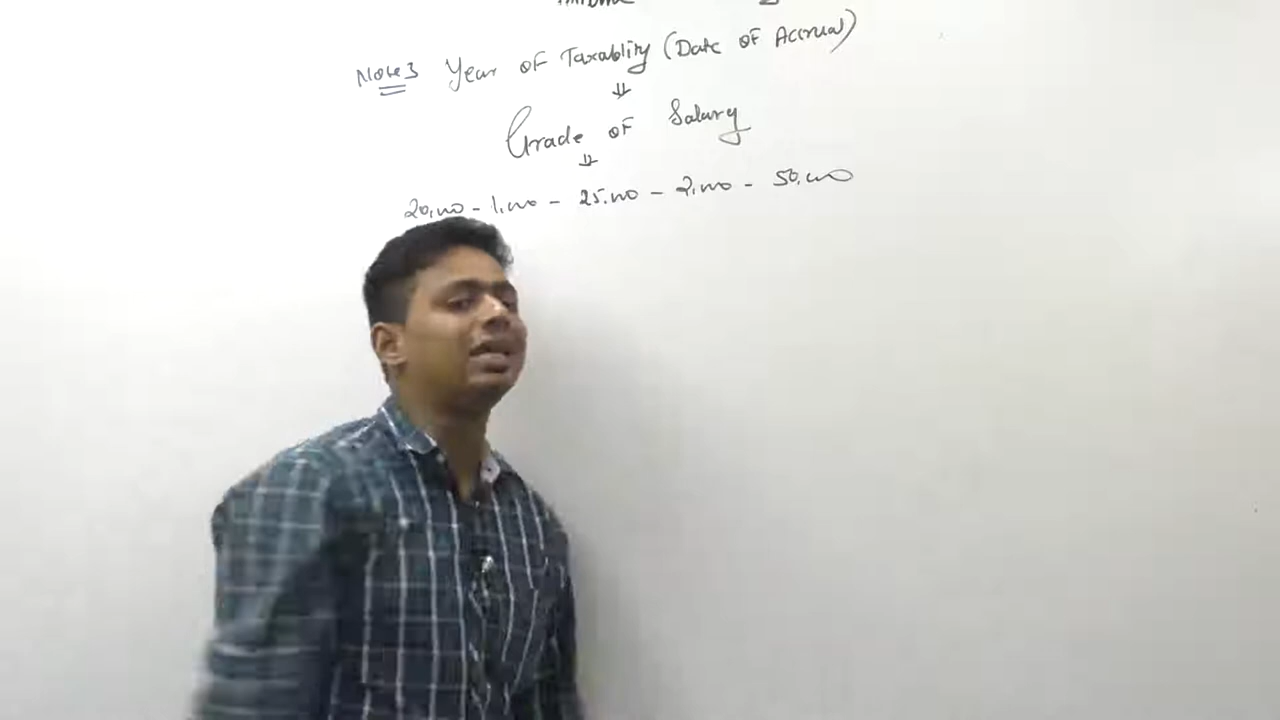 Note 3 Year of Taxablity (Date of Accrual)
⇓
Grade of Salary
⇓
20,000 - 1,000 - 25,000 - 2,000 - 50,000